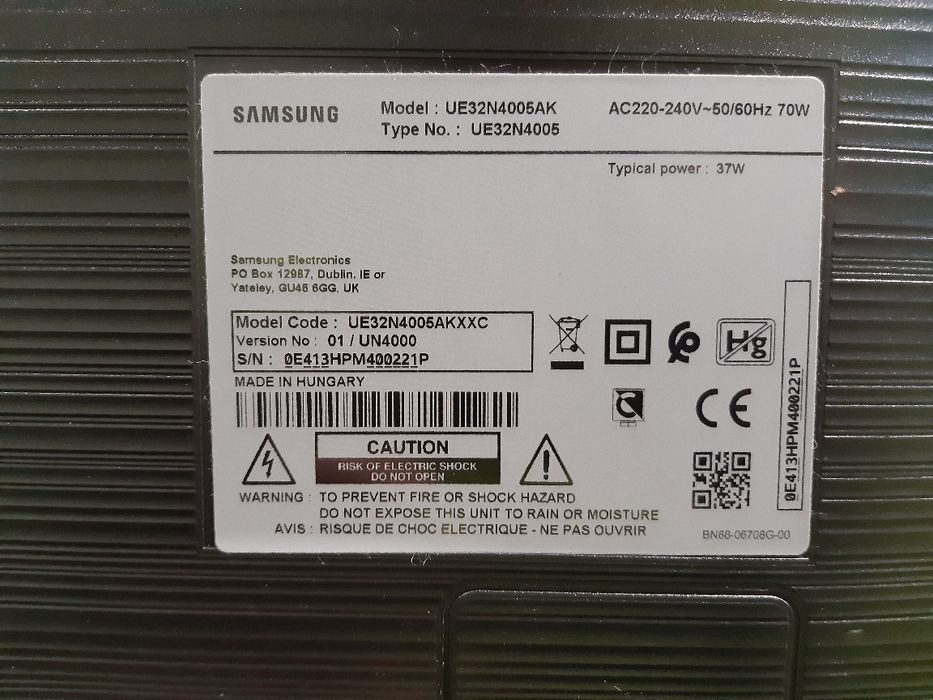 SAMSUNG
Model : UE32N4005AK
Type No. : UE32N4005
AC220-240V~50/60Hz 70W
Typical power : 37W
Samsung Electronics
PO Box 12987, Dublin. IE or
Yateley, GU46 6GG. UK
Model Code : UE32N4005AKXXC
Version No : 01 / UN4000
S/N : 0E413HPM400221P
MADE IN HUNGARY
Hg
CE
0E413HPM400221P
CAUTION
RISK OF ELECTRIC SHOCK
DO NOT OPEN
WARNING : TO PREVENT FIRE OR SHOCK HAZARD
DO NOT EXPOSE THIS UNIT TO RAIN OR MOISTURE
AVIS : RISQUE DE CHOC ELECTRIQUE - NE PAS OUVRIR
BN68-06708G-00